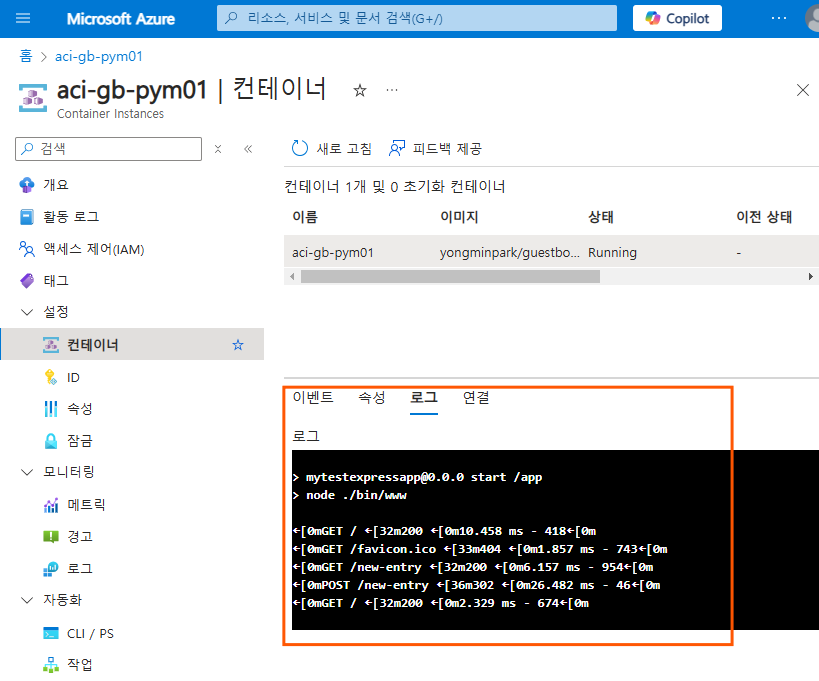 Microsoft Azure
리소스, 서비스 및 문서 검색(G+/)
Copilot
홈 > aci-gb-pym01
aci-gb-pym01 | 컨테이너
Container Instances
검색
새로 고침
피드백 제공
개요
활동 로그
액세스 제어(IAM)
태그
설정
컨테이너
ID
속성
잠금
모니터링
메트릭
경고
로그
자동화
CLI / PS
작업
컨테이너 1개 및 0 초기화 컨테이너
이름 이미지 상태 이전 상태
aci-gb-pym01 yongminpark/guestbo... Running -
이벤트 속성 로그 연결
로그
> mytestexpressapp@0.0.0 start /app
> node ./bin/www
←[0mGET / ←[32m200 ←[0m10.458 ms - 418←[0m
←[0mGET /favicon.ico ←[33m404 ←[0m1.857 ms - 743←[0m
←[0mGET /new-entry ←[32m200 ←[0m6.157 ms - 954←[0m
←[0mPOST /new-entry ←[36m302 ←[0m26.482 ms - 46←[0m
←[0mGET / ←[32m200 ←[0m2.329 ms - 674←[0m